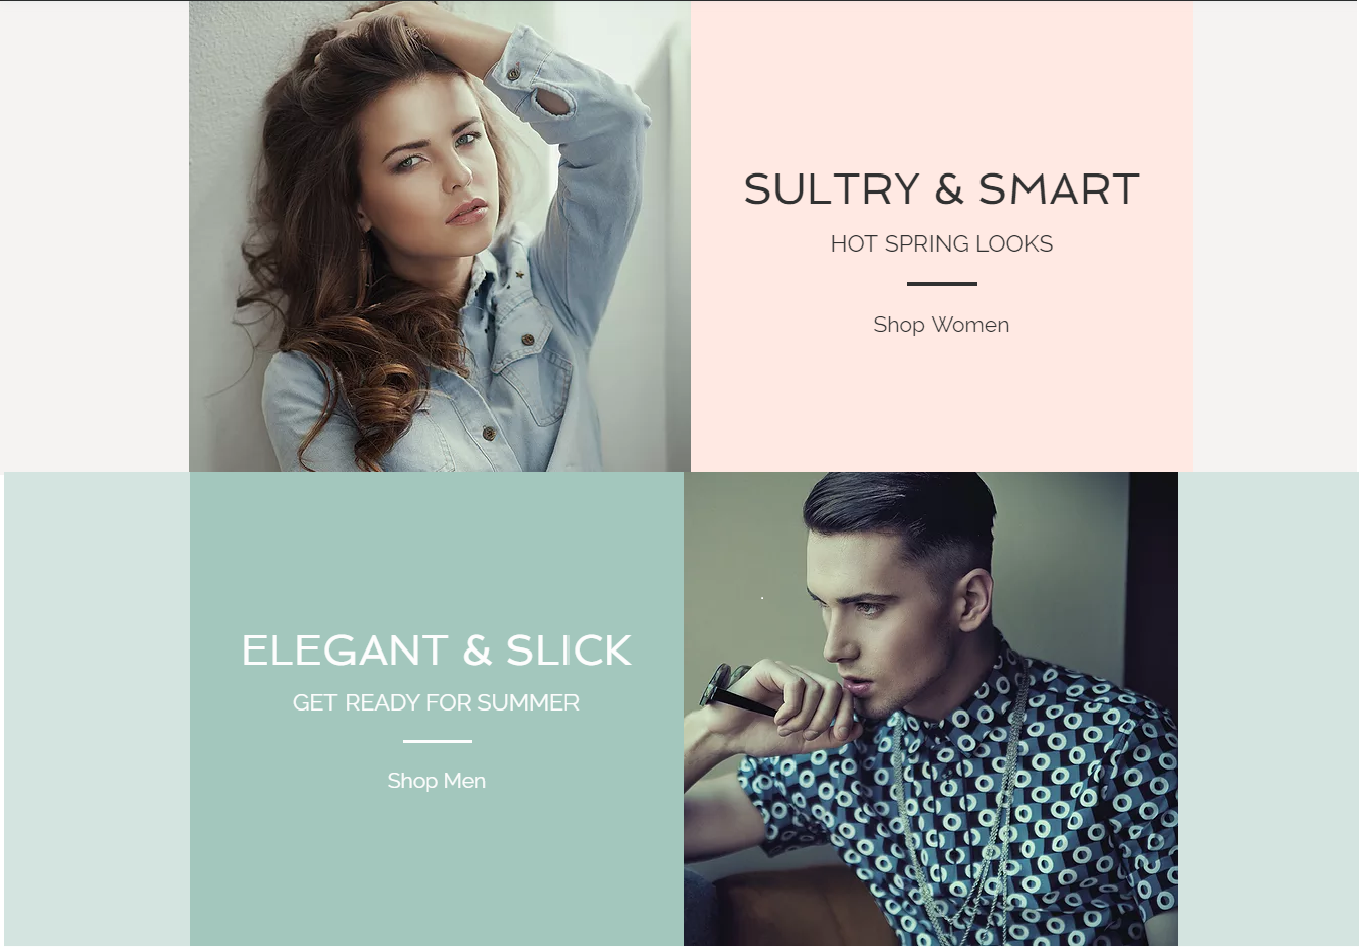 SULTRY & SMART
HOT SPRING LOOKS
Shop Women
ELEGANT & SLICK
GET READY FOR SUMMER
Shop Men